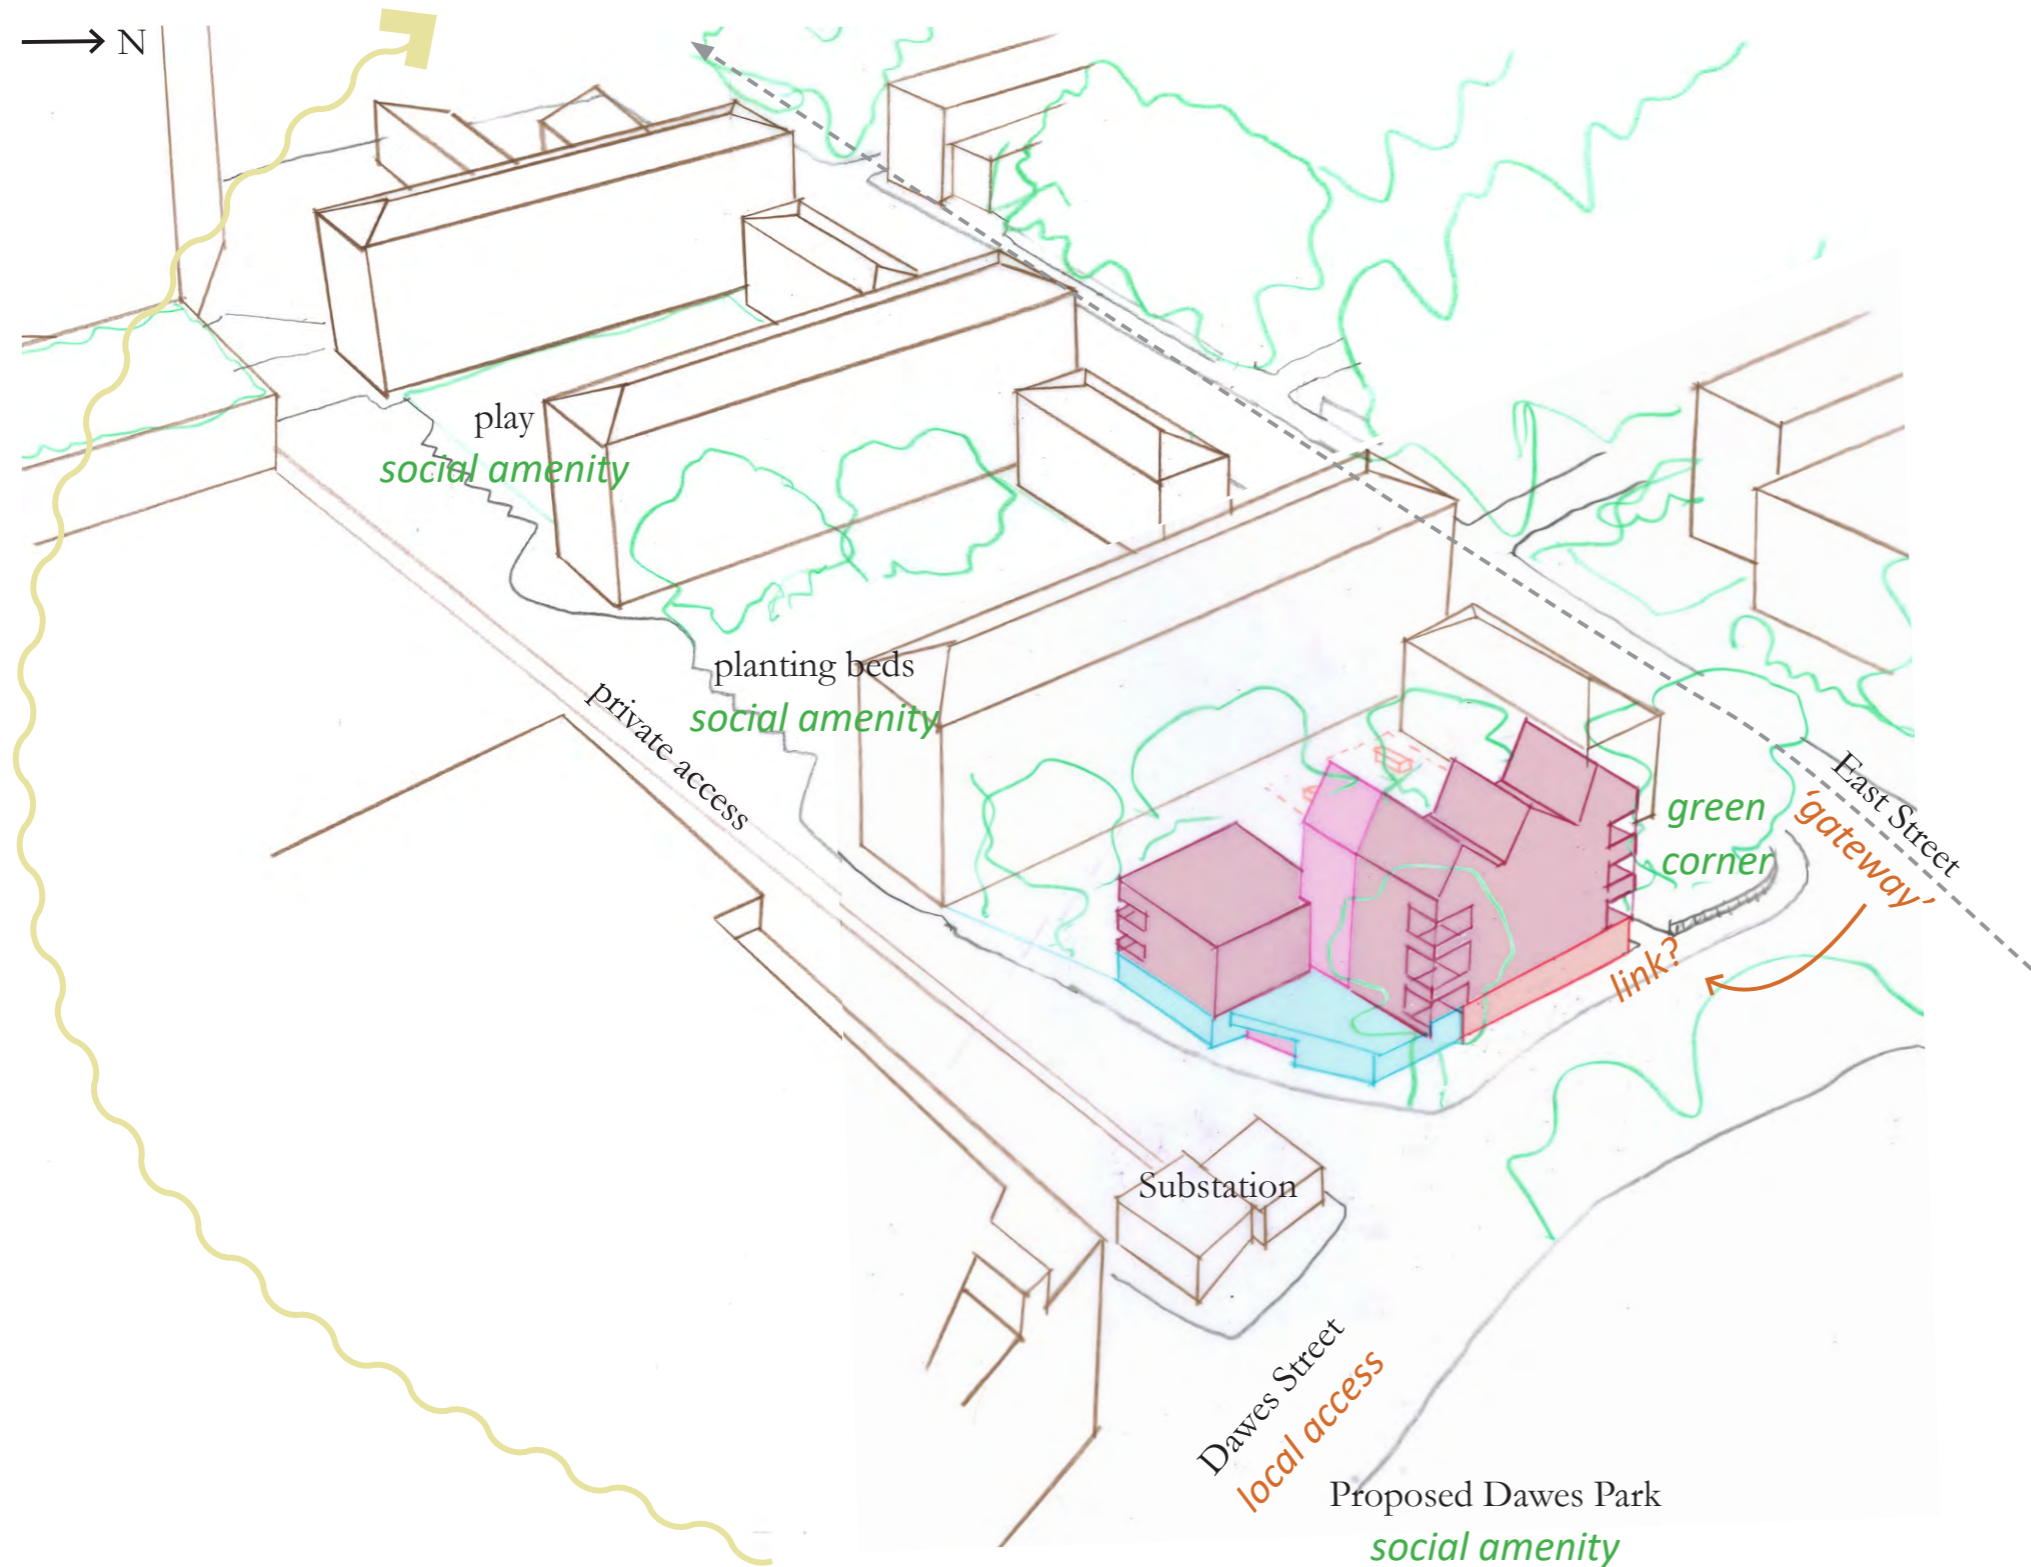 N
play
social amenity
planting beds
social amenity
private access
green
corner
East Street
‘gateway’
link?
Substation
Dawes Street
local access
Proposed Dawes Park
social amenity